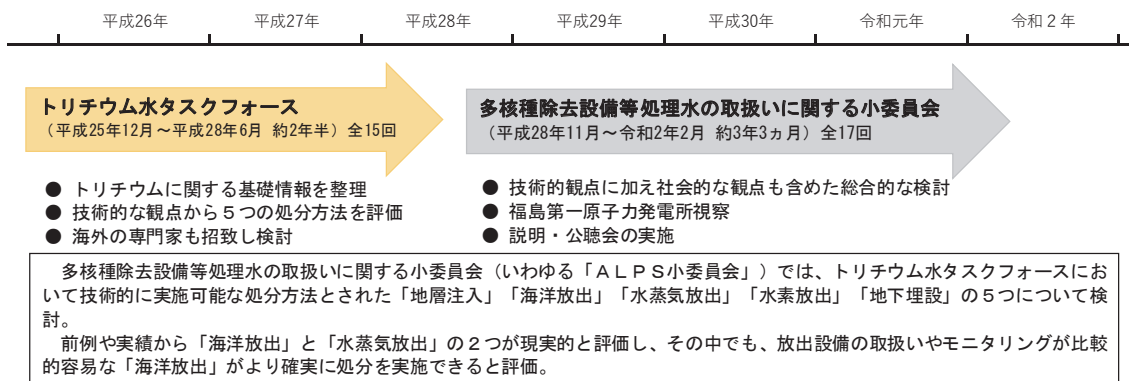 平成26年 平成27年 平成28年 平成29年 平成30年 令和元年 令和２年
トリチウム水タスクフォース
（平成25年12月～平成28年6月 約2年半）全15回
● トリチウムに関する基礎情報を整理
● 技術的な観点から５つの処分方法を評価
● 海外の専門家も招致し検討
多核種除去設備等処理水の取扱いに関する小委員会
（平成28年11月～令和2年2月 約3年3ヵ月）全17回
● 技術的観点に加え社会的な観点も含めた総合的な検討
● 福島第一原子力発電所視察
● 説明・公聴会の実施
多核種除去設備等処理水の取扱いに関する小委員会（いわゆる「ＡＬＰＳ小委員会」）では、トリチウム水タスクフォースにお
いて技術的に実施可能な処分方法とされた「地層注入」「海洋放出」「水蒸気放出」「水素放出」「地下埋設」の５つについて検
討。
前例や実績から「海洋放出」と「水蒸気放出」の２つが現実的と評価し、その中でも、放出設備の取扱いやモニタリングが比較
的容易な「海洋放出」がより確実に処分を実施できると評価。